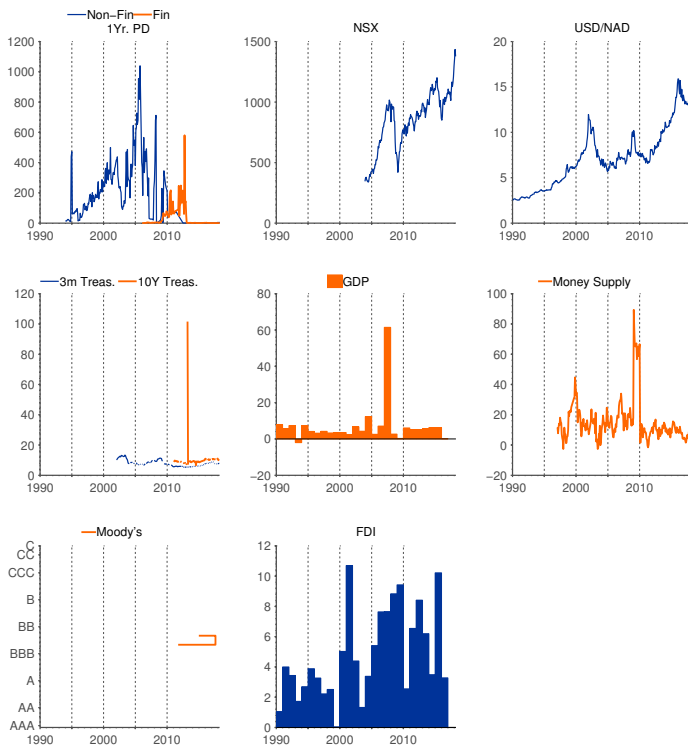 Non−Fin Fin
1Yr. PD
1200
1000
800
600
400
200
0
1990 2000 2010
NSX
1500
1000
500
0
1990 2000 2010
USD/NAD
20
15
10
5
0
1990 2000 2010
3m Treas. 10Y Treas.
120
100
80
60
40
20
0
1990 2000 2010
GDP
80
60
40
20
0
−20
1990 2000 2010
Money Supply
100
80
60
40
20
0
−20
1990 2000 2010
Moody's
C
CC
CCC
B
BB
BBB
A
AA
AAA
1990 2000 2010
FDI
12
10
8
6
4
2
0
1990 2000 2010